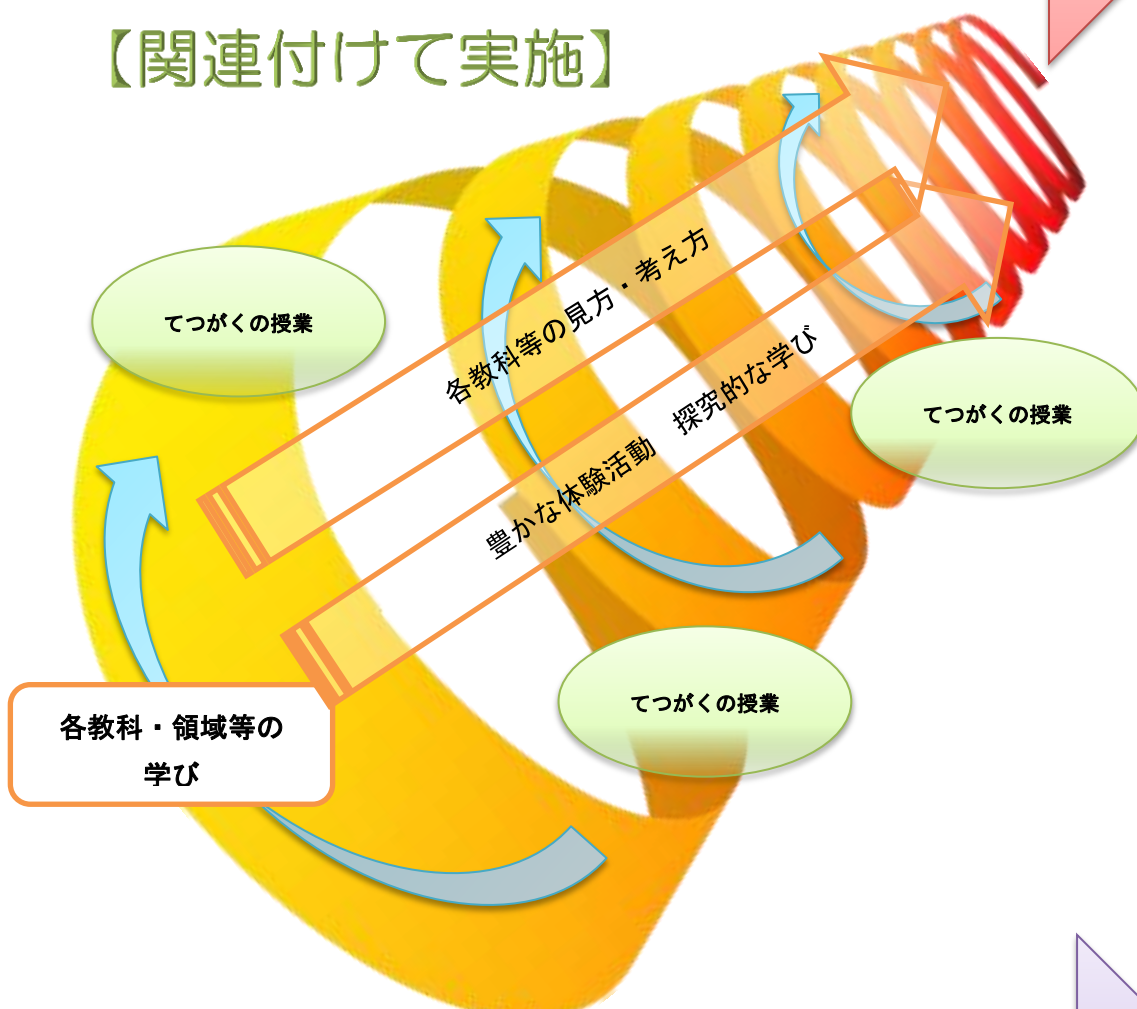 【関連付けて実施】
てつがくの授業
各教科等の見方・考え方
てつがくの授業
豊かな体験活動　探究的な学び
てつがくの授業
各教科・領域等の
学び